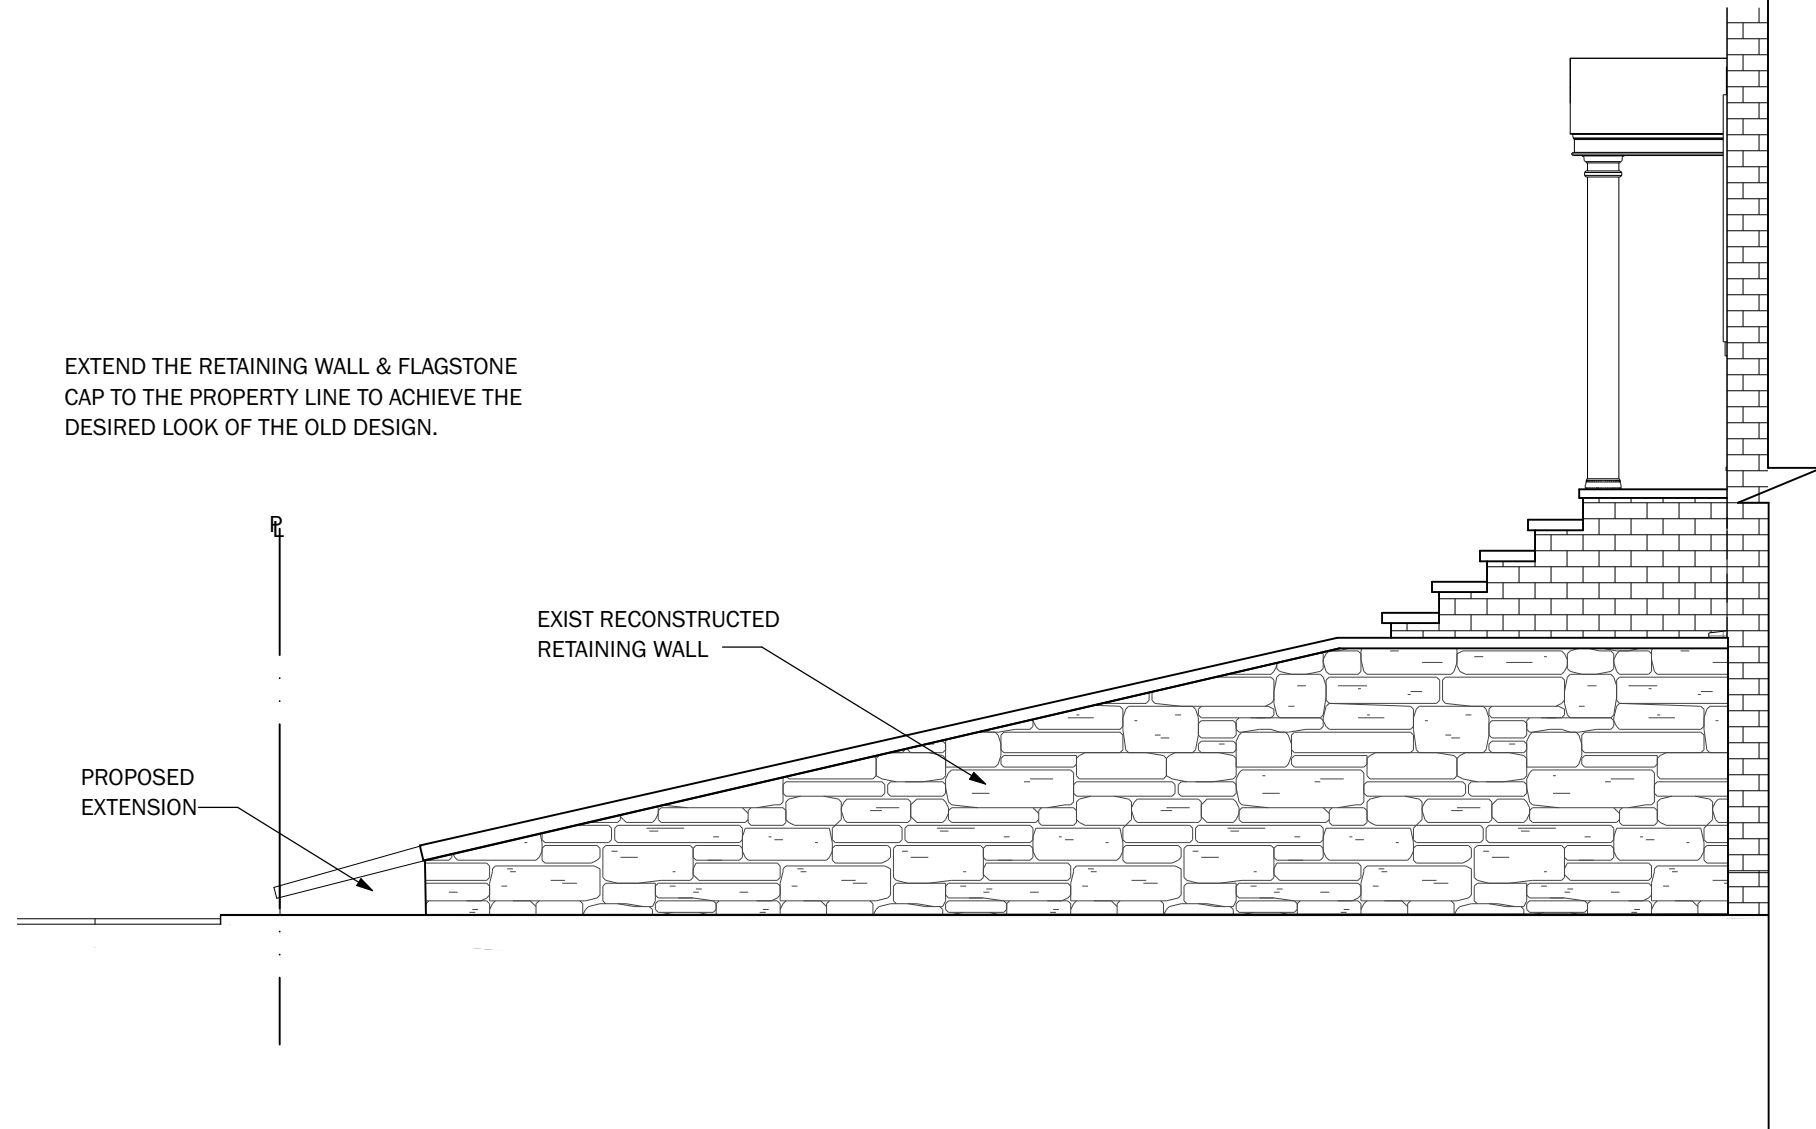 EXTEND THE RETAINING WALL & FLAGSTONE
CAP TO THE PROPERTY LINE TO ACHIEVE THE
DESIRED LOOK OF THE OLD DESIGN.
PL
EXIST RECONSTRUCTED
RETAINING WALL
PROPOSED
EXTENSION